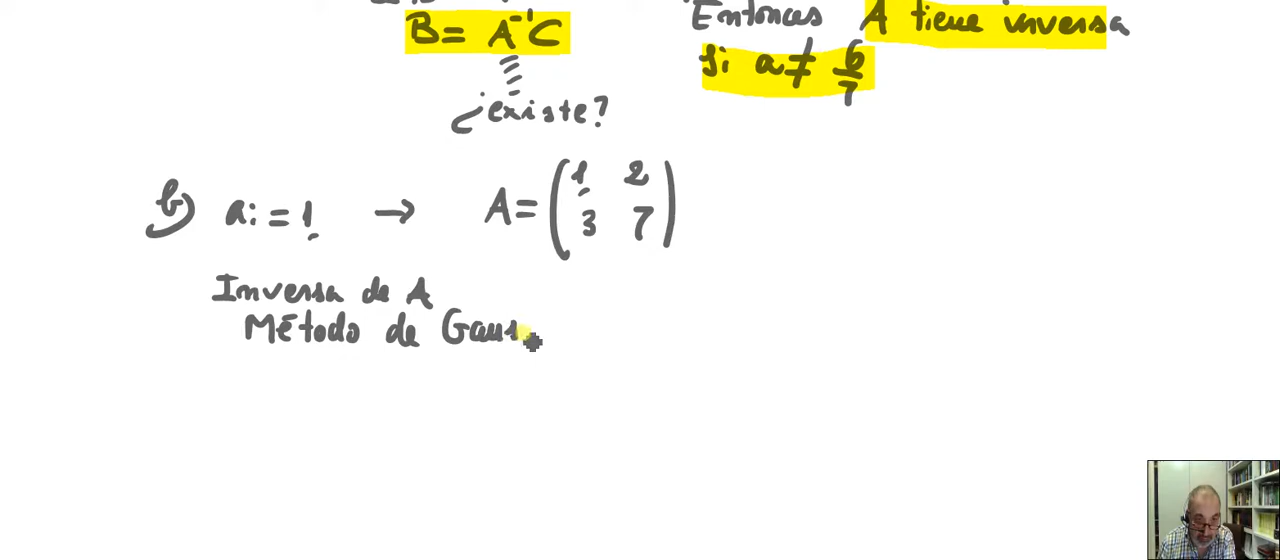 B = A⁻¹C
Entonces A tiene inversa
si a ≠ 6/7
¿existe?
b) a := 1 → A = (1 2
3 7)
Inversa de A
Método de Gaus